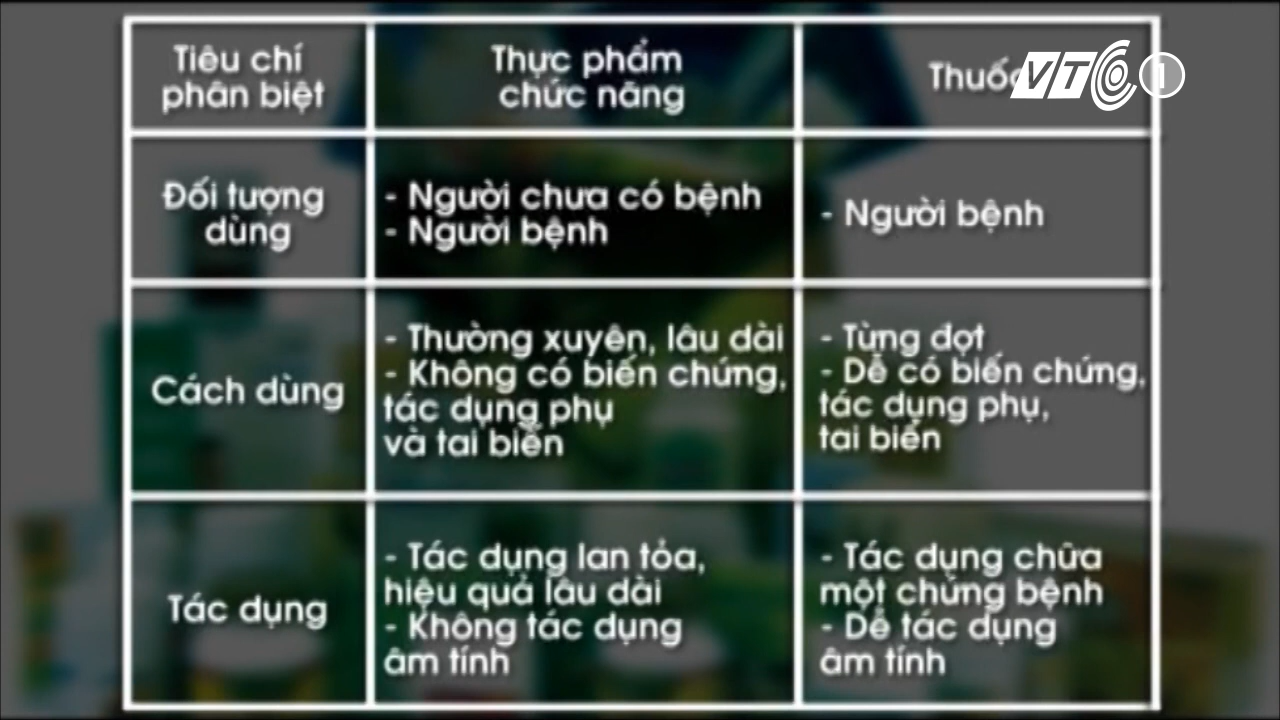 Tiêu chí
phân biệt
Thực phẩm
chức năng
Thuốc
VTC 1
Đối tượng
dùng
- Người chưa có bệnh
- Người bệnh
- Người bệnh
Cách dùng
- Thường xuyên, lâu dài
- Không có biến chứng,
tác dụng phụ
và tai biến
- Từng đợt
- Dễ có biến chứng,
tác dụng phụ,
tai biến
Tác dụng
- Tác dụng lan tỏa,
hiệu quả lâu dài
- Không tác dụng
âm tính
- Tác dụng chữa
một chứng bệnh
- Dễ tác dụng
âm tính